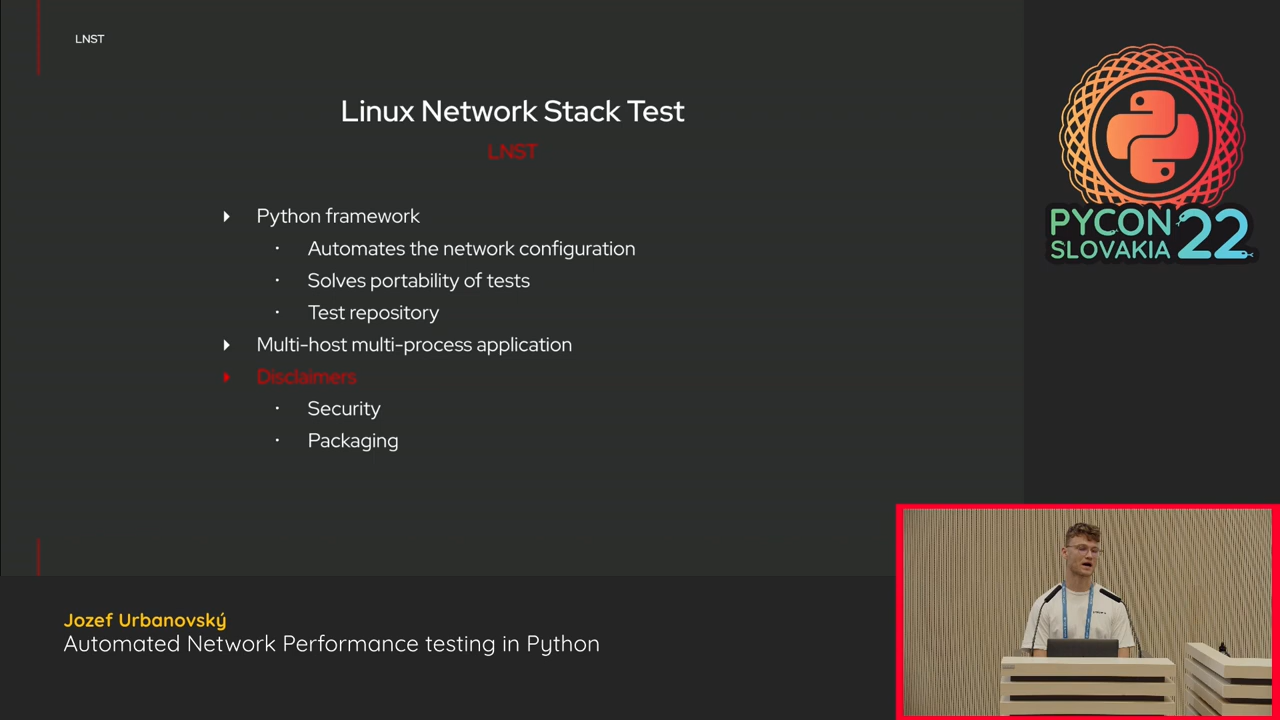 LNST
Linux Network Stack Test
LNST
Python framework
Automates the network configuration
Solves portability of tests
Test repository
Multi-host multi-process application
Disclaimers
Security
Packaging
PYCON
SLOVAKIA 22
Jozef Urbanovský
Automated Network Performance testing in Python